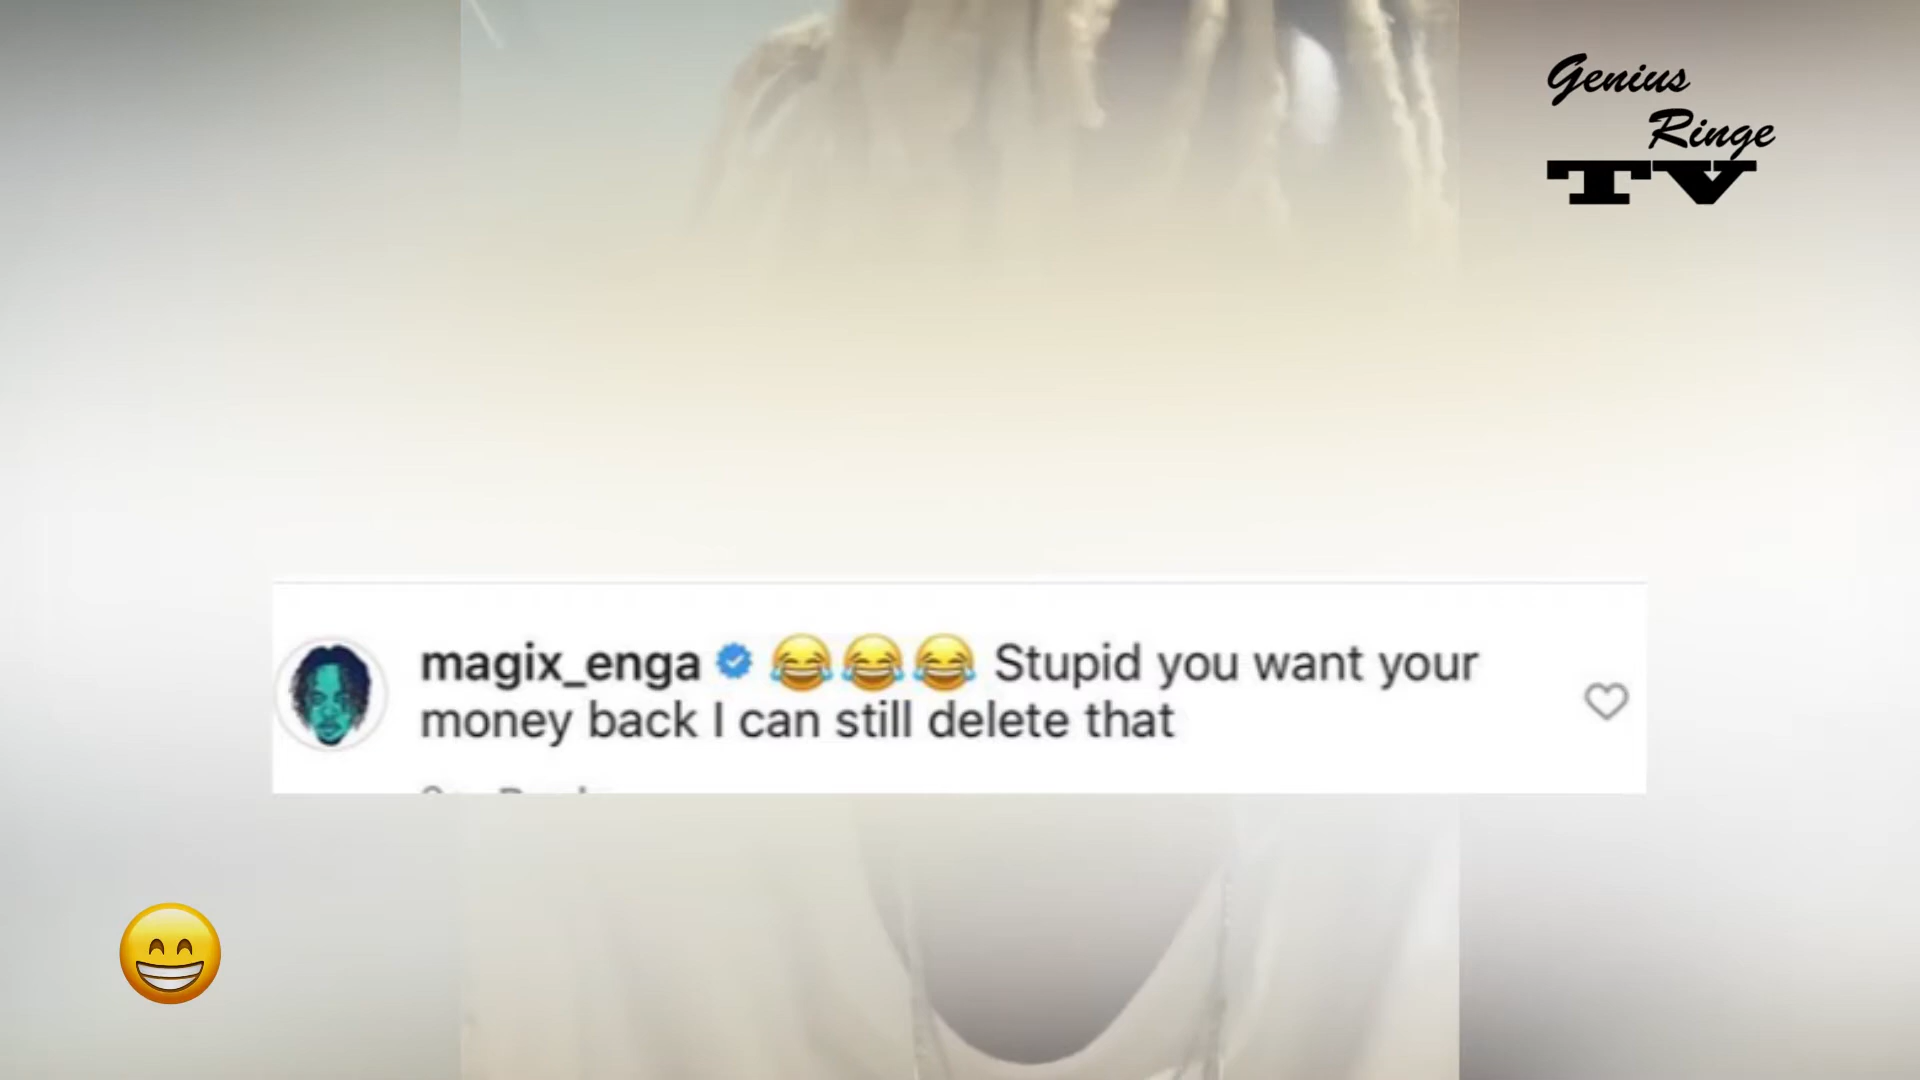 Genius
Ringe
TV
magix_enga 😂😂😂 Stupid you want your
money back I can still delete that